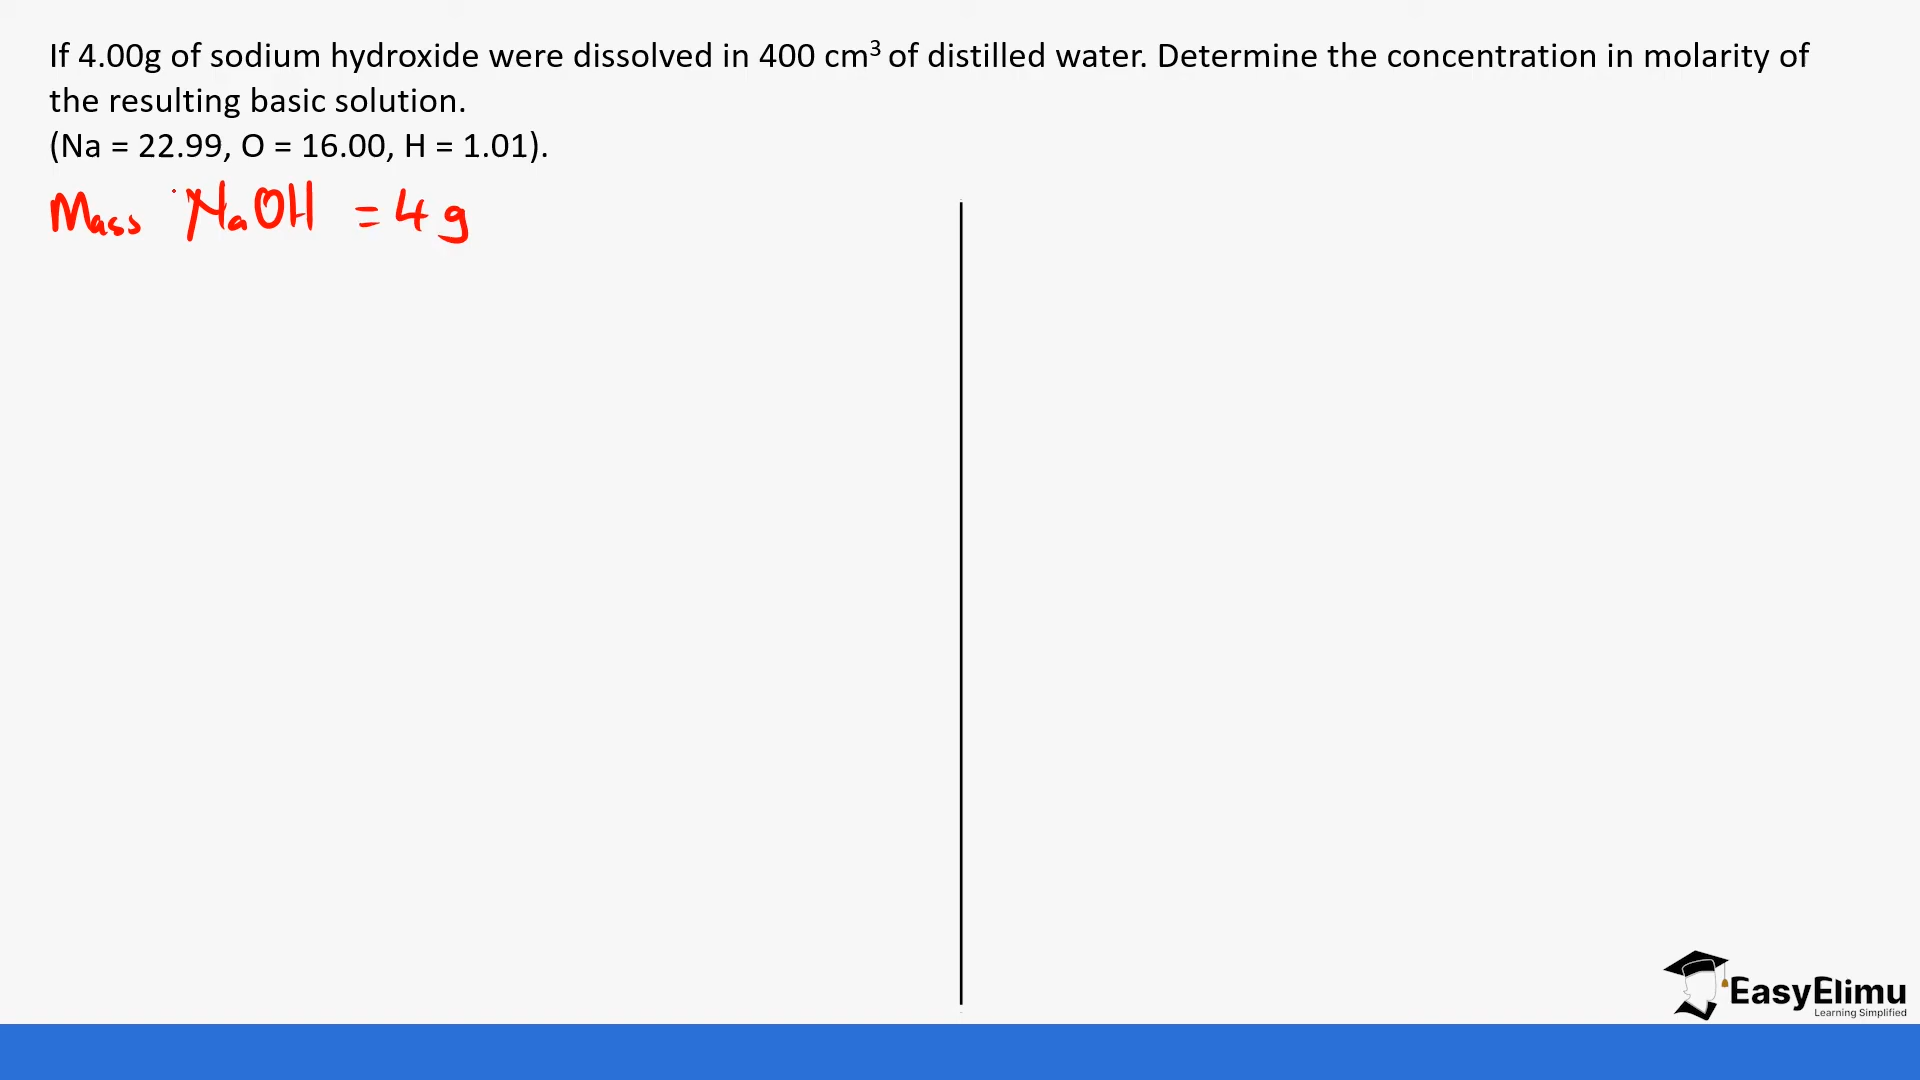 If 4.00g of sodium hydroxide were dissolved in 400 cm³ of distilled water. Determine the concentration in molarity of
the resulting basic solution.
(Na = 22.99, O = 16.00, H = 1.01).
Mass NaOH = 4 g
EasyElimu
Learning Simplified